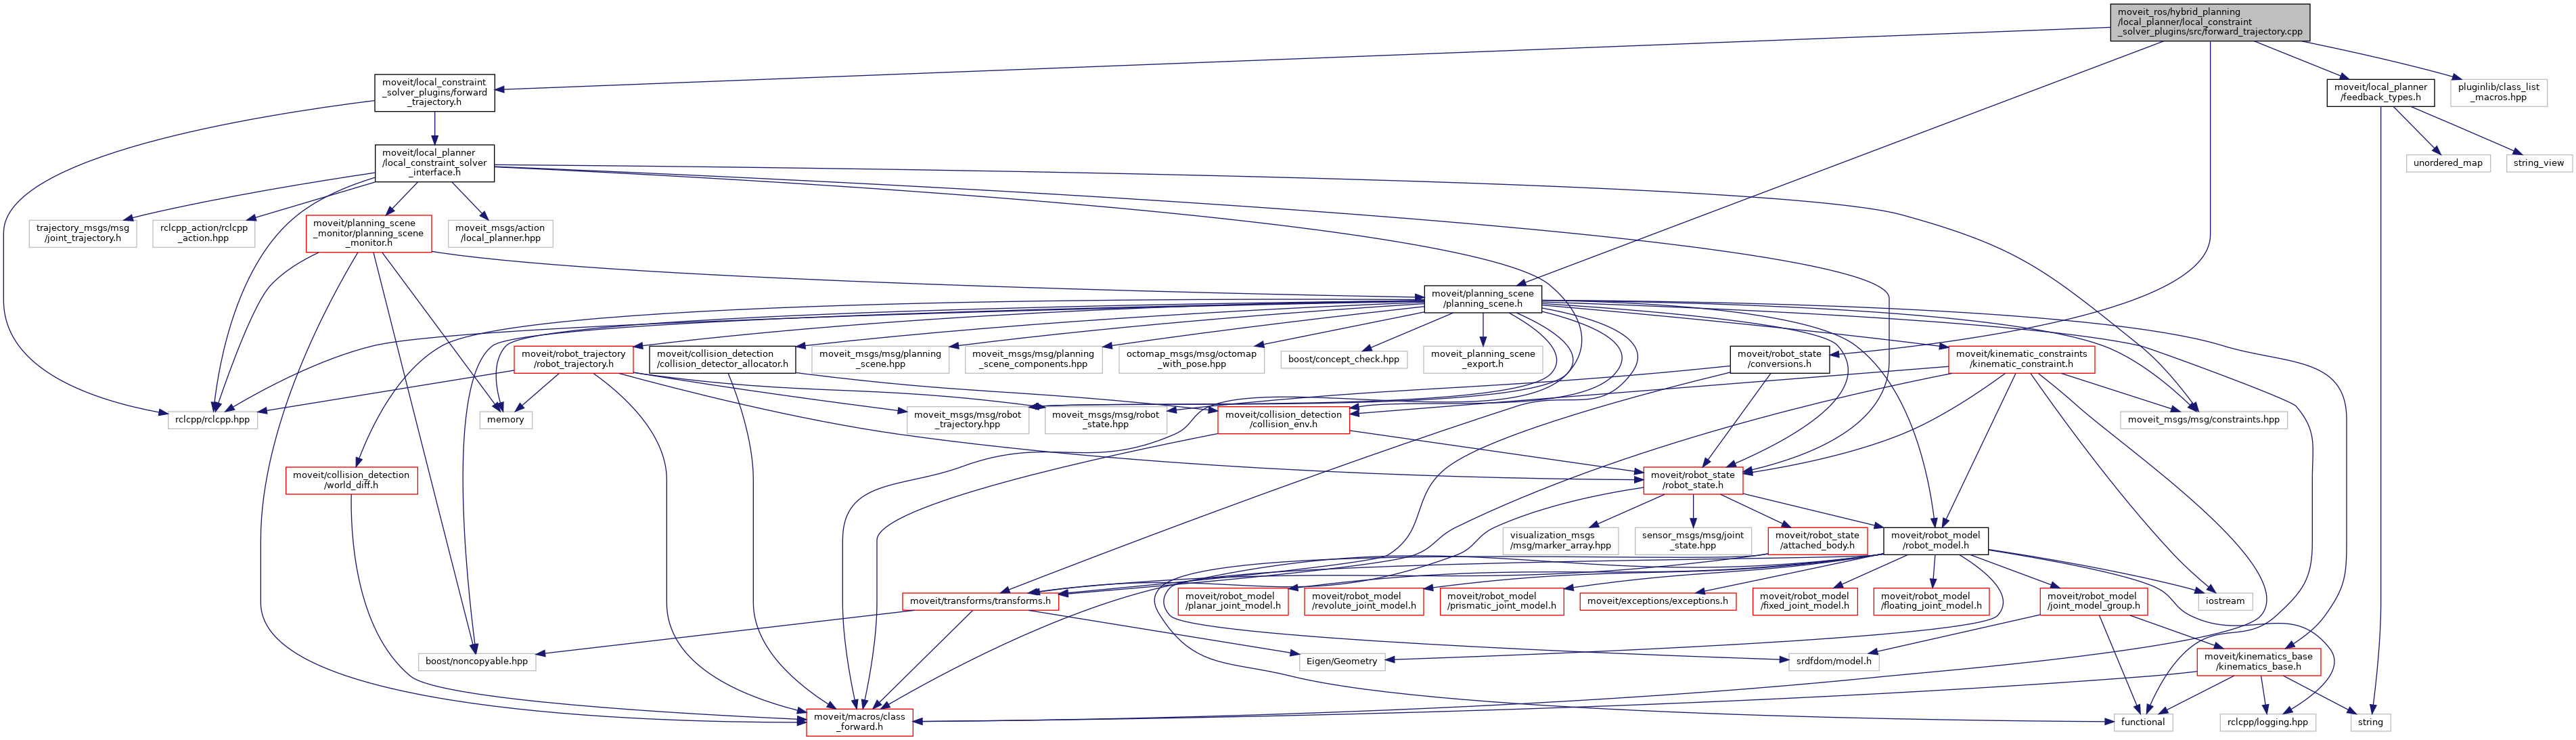 moveit_ros/hybrid_planning
/local_planner/local_constraint
_solver_plugins/src/forward_trajectory.cpp
moveit/local_constraint
_solver_plugins/forward
_trajectory.h
moveit/local_planner
/feedback_types.h
pluginlib/class_list
_macros.hpp
moveit/local_planner
/local_constraint_solver
_interface.h
unordered_map
string_view
trajectory_msgs/msg
/joint_trajectory.h
rclcpp_action/rclcpp
_action.hpp
moveit/planning_scene
_monitor/planning_scene
_monitor.h
moveit_msgs/action
/local_planner.hpp
moveit/planning_scene
/planning_scene.h
moveit/robot_trajectory
/robot_trajectory.h
moveit/collision_detection
/collision_detector_allocator.h
moveit_msgs/msg/planning
_scene.hpp
moveit_msgs/msg/planning
_scene_components.hpp
octomap_msgs/msg/octomap
_with_pose.hpp
boost/concept_check.hpp
moveit_planning_scene
_export.h
moveit/robot_state
/conversions.h
moveit/kinematic_constraints
/kinematic_constraint.h
rclcpp/rclcpp.hpp
memory
moveit_msgs/msg/robot
_trajectory.hpp
moveit_msgs/msg/robot
_state.hpp
moveit/collision_detection
/collision_env.h
moveit_msgs/msg/constraints.hpp
moveit/collision_detection
/world_diff.h
moveit/robot_state
/robot_state.h
visualization_msgs
/msg/marker_array.hpp
sensor_msgs/msg/joint
_state.hpp
moveit/robot_state
/attached_body.h
moveit/robot_model
/robot_model.h
moveit/transforms/transforms.h
moveit/robot_model
/planar_joint_model.h
moveit/robot_model
/revolute_joint_model.h
moveit/robot_model
/prismatic_joint_model.h
moveit/exceptions/exceptions.h
moveit/robot_model
/fixed_joint_model.h
moveit/robot_model
/floating_joint_model.h
moveit/robot_model
/joint_model_group.h
iostream
boost/noncopyable.hpp
Eigen/Geometry
srdfdom/model.h
moveit/kinematics_base
/kinematics_base.h
moveit/macros/class
_forward.h
functional
rclcpp/logging.hpp
string